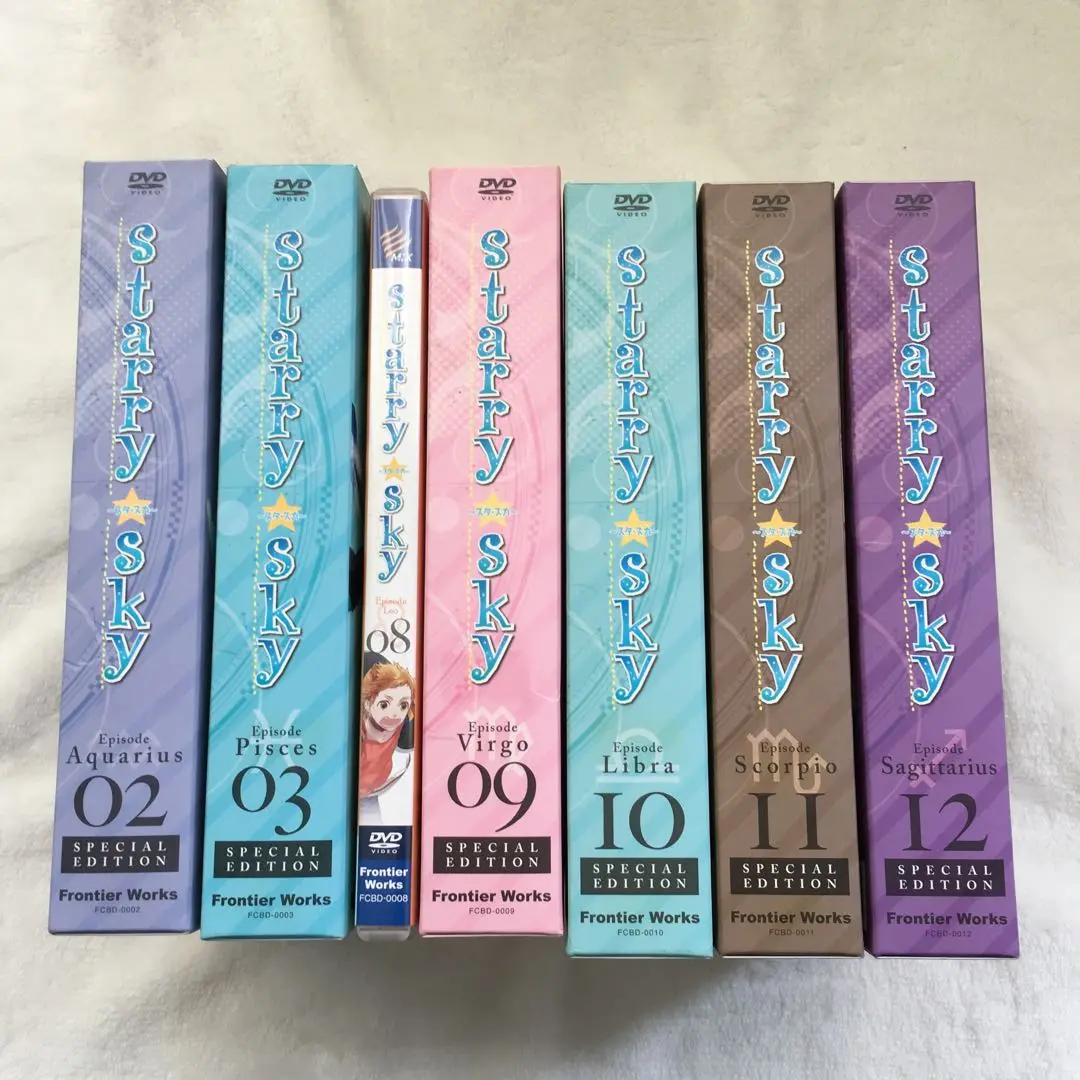 DVD
VIDEO
starry☆sky
~スタ・スカ~
Episode
Aquarius
02
SPECIAL
EDITION
Frontier Works
FCBD-0002
DVD
VIDEO
starry☆sky
~スタ・スカ~
Episode
Pisces
03
SPECIAL
EDITION
Frontier Works
FCBD-0003
starry☆sky
~スタ・スカ~
Episode
Leo
08
DVD
VIDEO
Frontier
Works
FCBD-0008
DVD
VIDEO
starry☆sky
~スタ・スカ~
Episode
Virgo
09
SPECIAL
EDITION
Frontier Works
FCBD-0009
DVD
VIDEO
starry☆sky
~スタ・スカ~
Episode
Libra
10
SPECIAL
EDITION
Frontier Works
FCBD-0010
DVD
VIDEO
starry☆sky
~スタ・スカ~
Episode
Scorpio
11
SPECIAL
EDITION
Frontier Works
FCBD-0011
DVD
VIDEO
starry☆sky
~スタ・スカ~
Episode
Sagittarius
12
SPECIAL
EDITION
Frontier Works
FCBD-0012